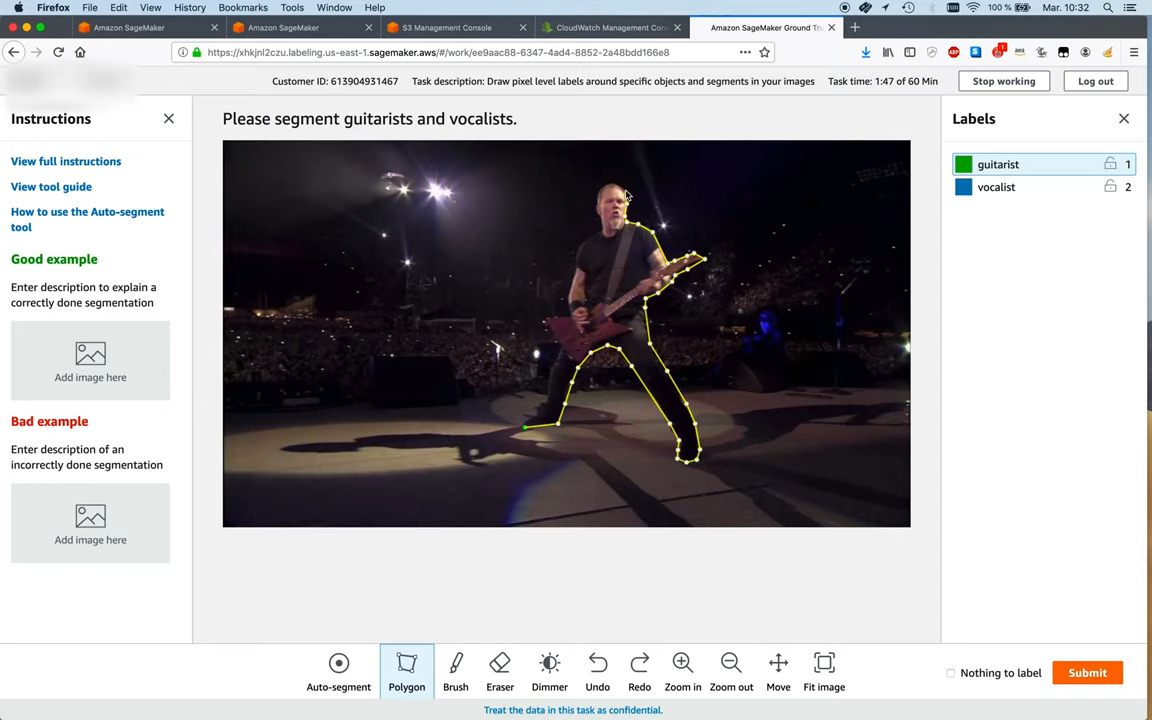 Firefox File Edit View History Bookmarks Tools Window Help 100 % Mar. 10:32
Amazon SageMaker Amazon SageMaker S3 Management Console CloudWatch Management Con Amazon SageMaker Ground Tr
https://xhkjnl2czu.labeling.us-east-1.sagemaker.aws/#/work/ee9aac88-6347-4ad4-8852-2a48bdd166e8
Customer ID: 613904931467 Task description: Draw pixel level labels around specific objects and segments in your images Task time: 1:47 of 60 Min Stop working Log out
Instructions
View full instructions
View tool guide
How to use the Auto-segment
tool
Good example
Enter description to explain a
correctly done segmentation
Add image here
Bad example
Enter description of an
incorrectly done segmentation
Add image here
Please segment guitarists and vocalists.
Labels
guitarist 1
vocalist 2
Auto-segment Polygon Brush Eraser Dimmer Undo Redo Zoom in Zoom out Move Fit image
Nothing to label Submit
Treat the data in this task as confidential.